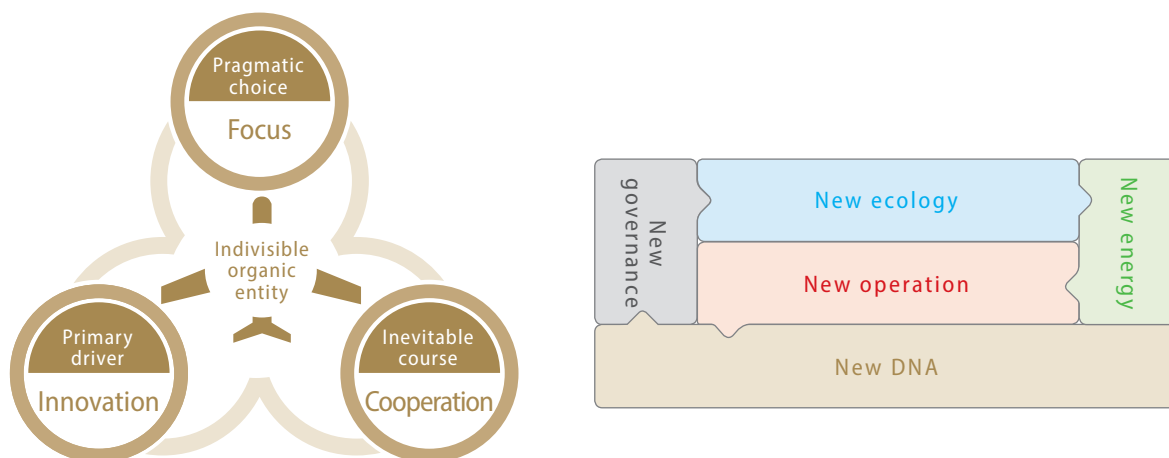 Pragmatic
choice
Focus
Indivisible
organic
entity
Primary
driver
Innovation
Inevitable
course
Cooperation
New
governance
New ecology
New operation
New energy
New DNA